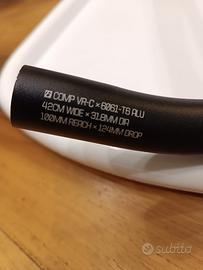 COMP VR-C × 6061-T6 ALU
42CM WIDE × 31.8MM DIA
100MM REACH × 124MM DROP
subito